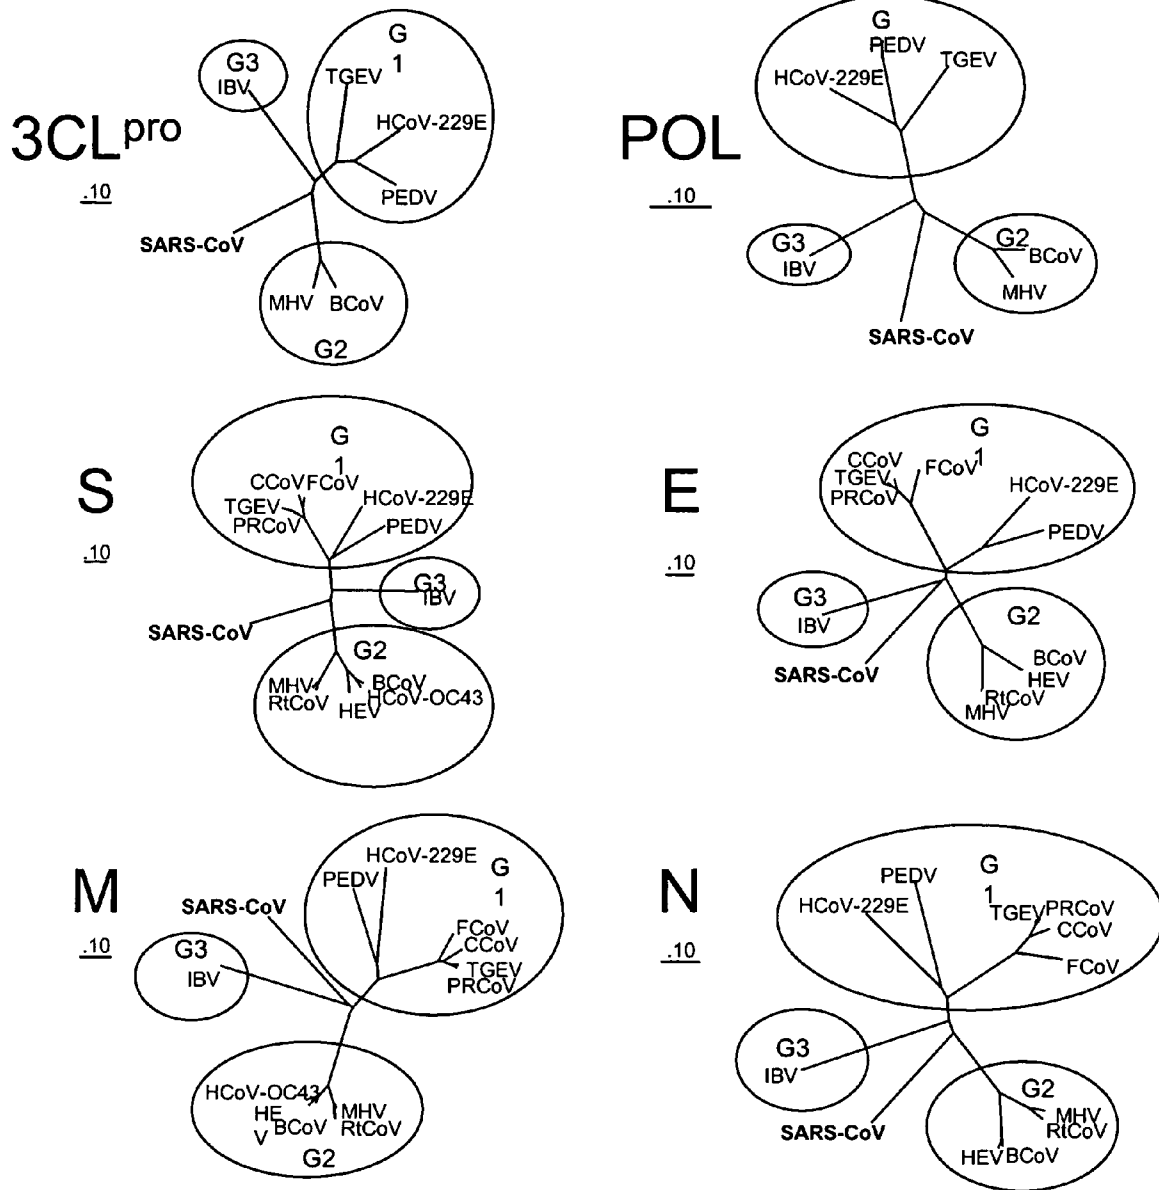 3CLpro
.10
G3
IBV
G
1
TGEV
HCoV-229E
PEDV
SARS-CoV
MHV
BCoV
G2
POL
.10
G
PEDV
TGEV
HCoV-229E
G3
IBV
G2
BCoV
MHV
SARS-CoV
S
.10
G
1
CCoV
FCoV
TGEV
PRCoV
HCoV-229E
PEDV
G3
IBV
SARS-CoV
G2
MHV
RtCoV
BCoV
HCoV-OC43
HEV
E
.10
G
1
CCoV
TGEV
PRCoV
FCoV
HCoV-229E
PEDV
G3
IBV
SARS-CoV
G2
BCoV
HEV
RtCoV
MHV
M
.10
HCoV-229E
G
1
PEDV
SARS-CoV
FCoV
CCoV
TGEV
PRCoV
G3
IBV
HCoV-OC43
HE
V
BCoV
MHV
RtCoV
G2
N
.10
G
1
PEDV
HCoV-229E
TGEV
PRCoV
CCoV
FCoV
G3
IBV
SARS-CoV
G2
MHV
RtCoV
HEV
BCoV